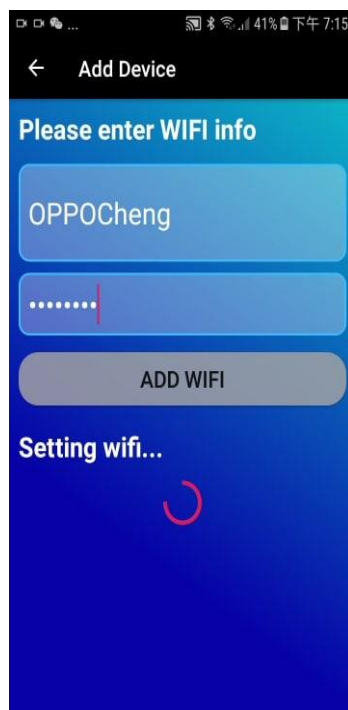 ... 41% 下午 7:15
Add Device
Please enter WIFI info
OPPOCheng
••••••••
ADD WIFI
Setting wifi...